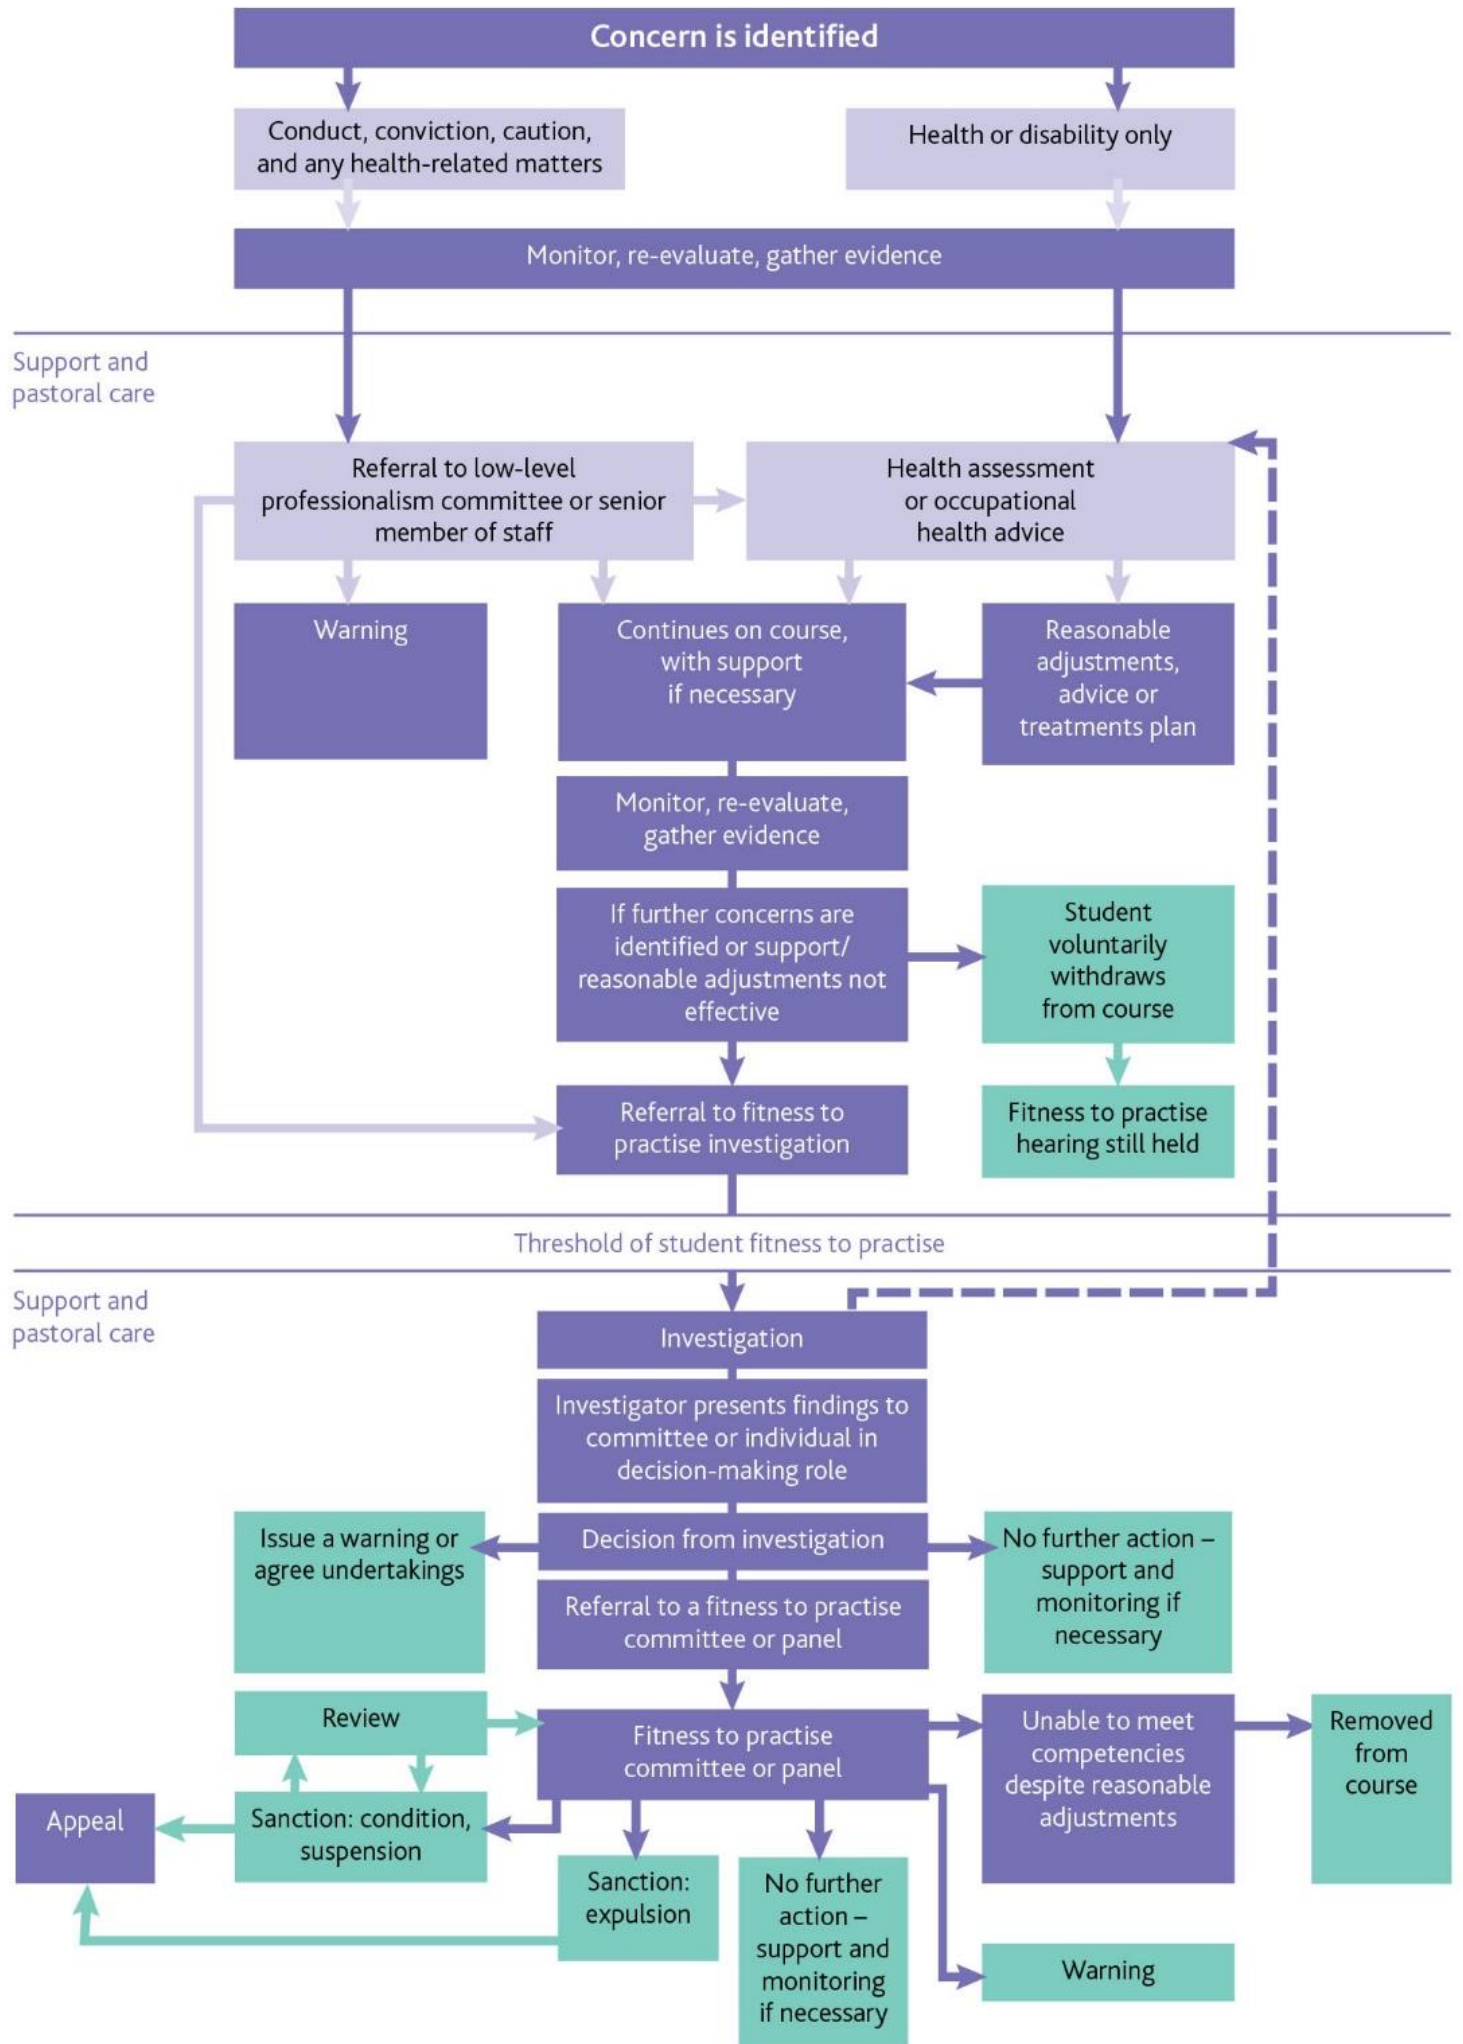 Concern is identified
Conduct, conviction, caution,
and any health-related matters
Health or disability only
Monitor, re-evaluate, gather evidence
Support and
pastoral care
Referral to low-level
professionalism committee or senior
member of staff
Health assessment
or occupational
health advice
Warning
Continues on course,
with support
if necessary
Reasonable
adjustments,
advice or
treatments plan
Monitor, re-evaluate,
gather evidence
If further concerns are
identified or support/
reasonable adjustments not
effective
Student
voluntarily
withdraws
from course
Referral to fitness to
practise investigation
Fitness to practise
hearing still held
Threshold of student fitness to practise
Support and
pastoral care
Investigation
Investigator presents findings to
committee or individual in
decision-making role
Issue a warning or
agree undertakings
Decision from investigation
No further action –
support and
monitoring if
necessary
Referral to a fitness to practise
committee or panel
Review
Fitness to practise
committee or panel
Unable to meet
competencies
despite reasonable
adjustments
Removed
from
course
Appeal
Sanction: condition,
suspension
Sanction:
expulsion
No further
action –
support and
monitoring
if necessary
Warning